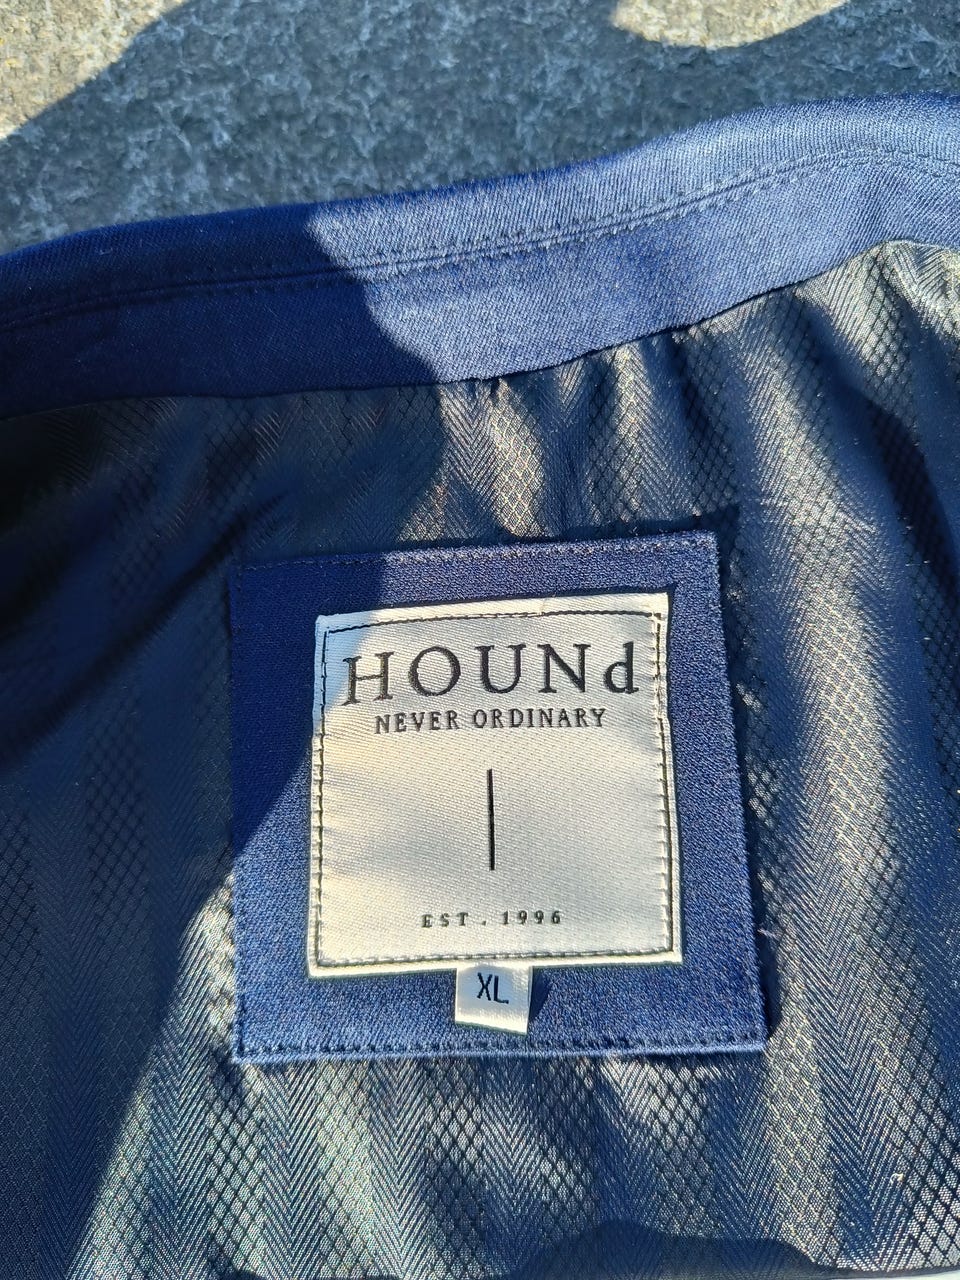 HOUNd
NEVER ORDINARY
EST. 1996
XL